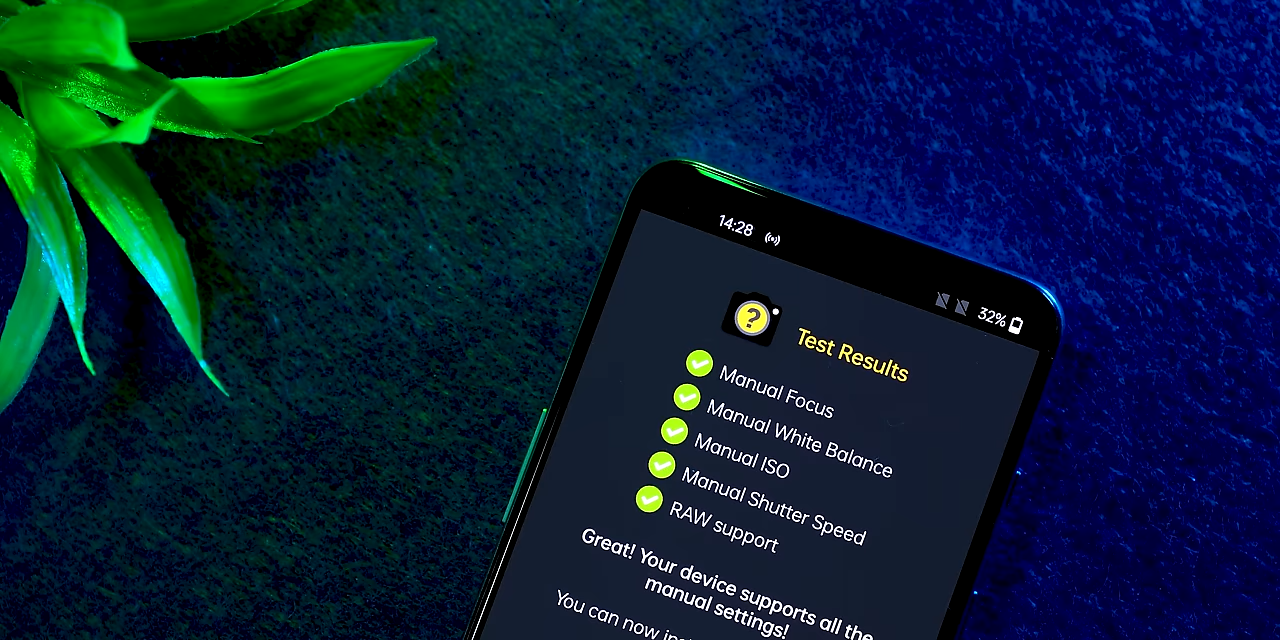 14:28
32%
?
Test Results
Manual Focus
Manual White Balance
Manual ISO
Manual Shutter Speed
RAW support
Great! Your device supports all the
manual settings!
You can now